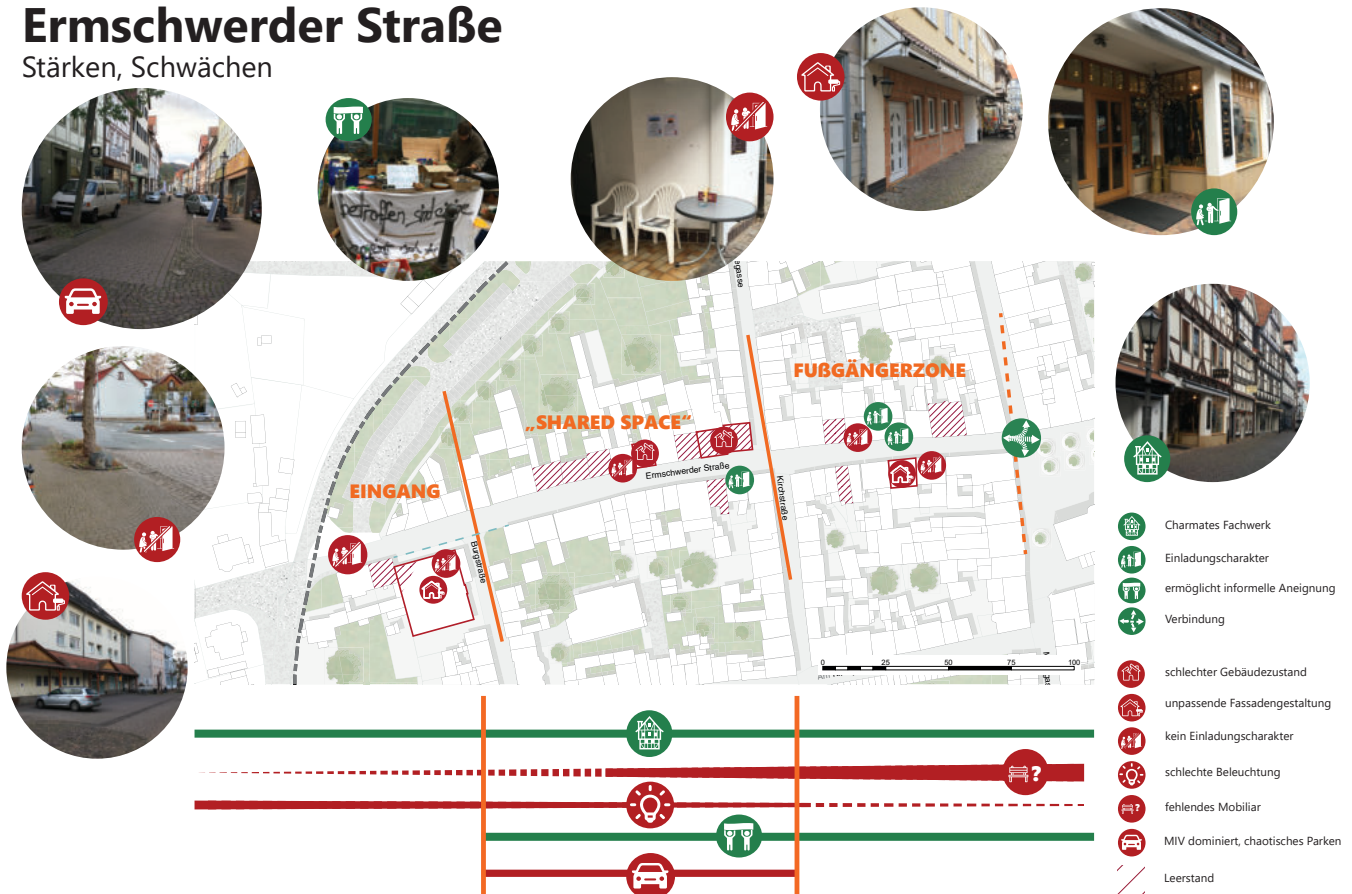 Ermschwerder Straße
Stärken, Schwächen
petroffen sid
EINGANG
„SHARED SPACE“
FUßGÄNGERZONE
Ermschwerder Straße
Burgstraße
Kirchstraße
0 25 50 75 100
?
?
Charmates Fachwerk
Einladungscharakter
ermöglicht informelle Aneignung
Verbindung
schlechter Gebäudezustand
unpassende Fassadengestaltung
kein Einladungscharakter
schlechte Beleuchtung
fehlendes Mobiliar
MIV dominiert, chaotisches Parken
Leerstand